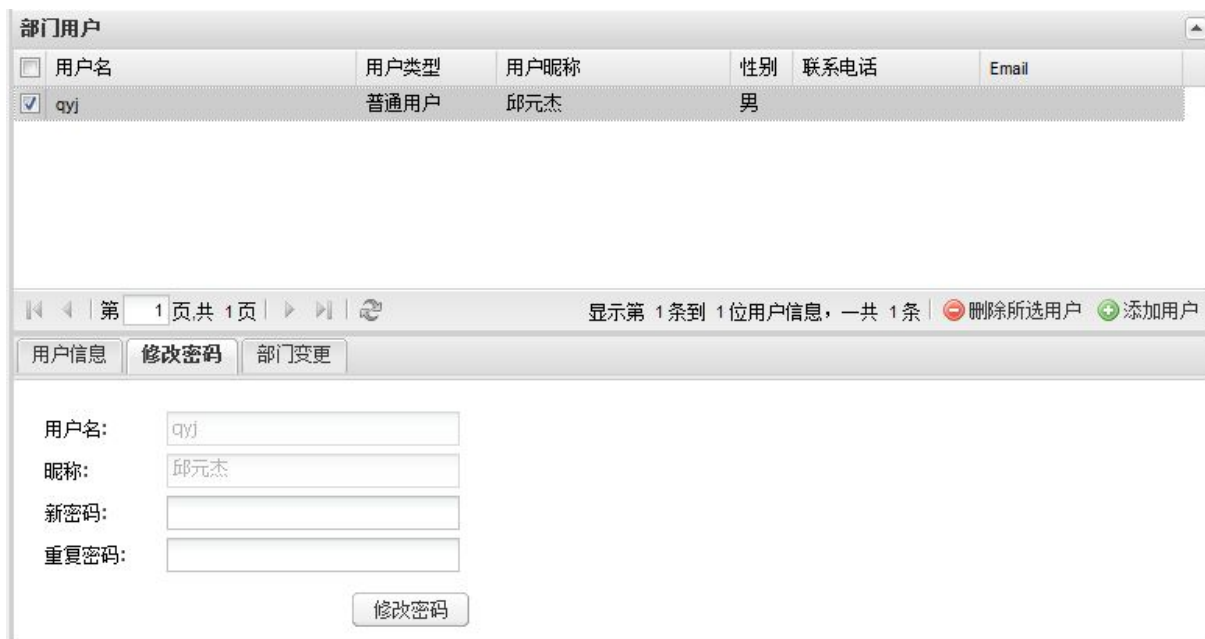 部门用户
用户名 用户类型 用户昵称 性别 联系电话 Email
qyj 普通用户 邱元杰 男
第 1 页,共 1页 显示第 1条到 1位用户信息，一共 1条 删除所选用户 添加用户
用户信息 修改密码 部门变更
用户名: qyj
昵称: 邱元杰
新密码:
重复密码:
修改密码